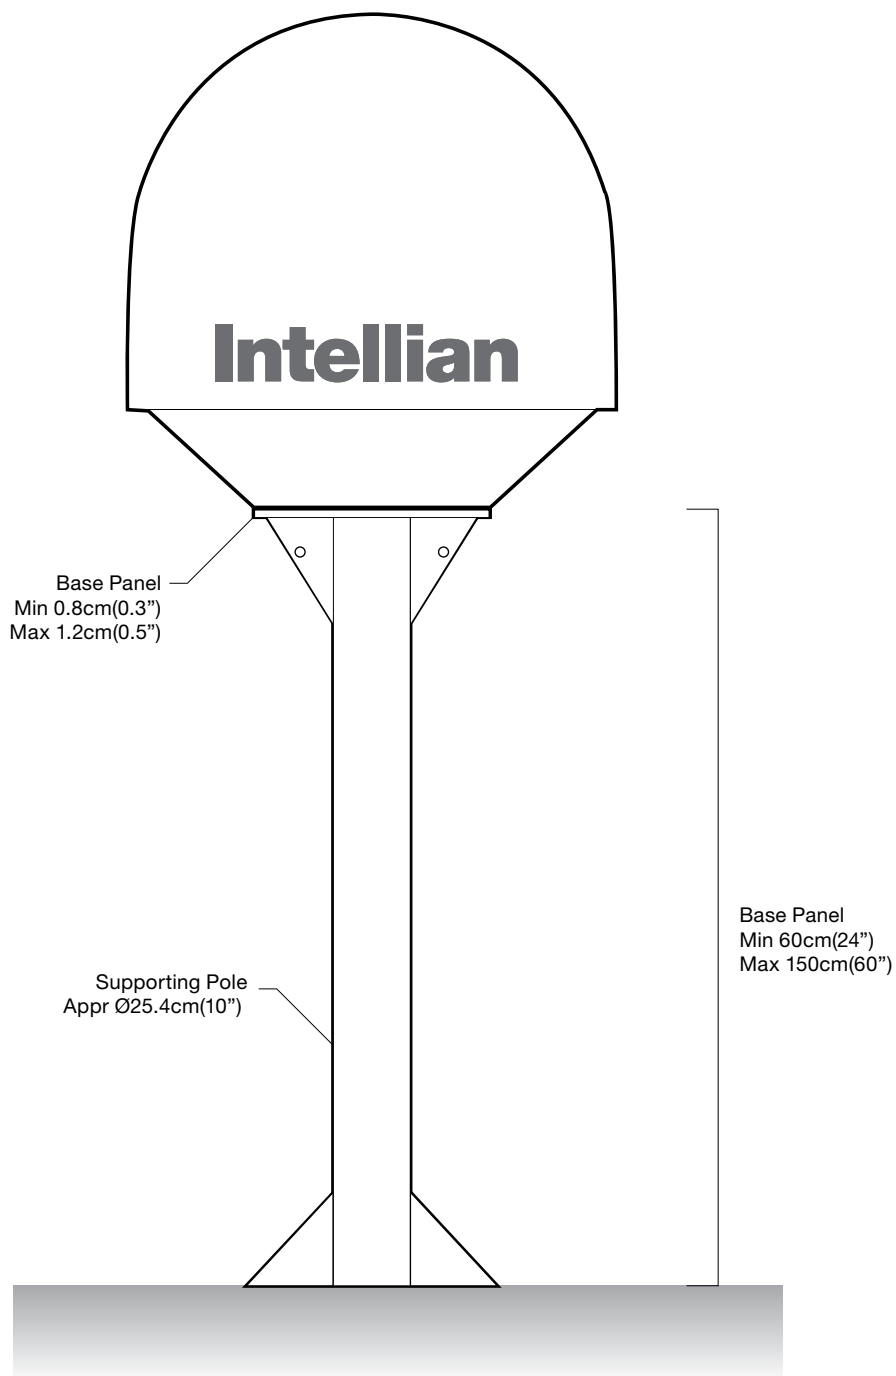 Intellian
Base Panel
Min 0.8cm(0.3”)
Max 1.2cm(0.5”)
Base Panel
Min 60cm(24”)
Max 150cm(60”)
Supporting Pole
Appr Ø25.4cm(10”)